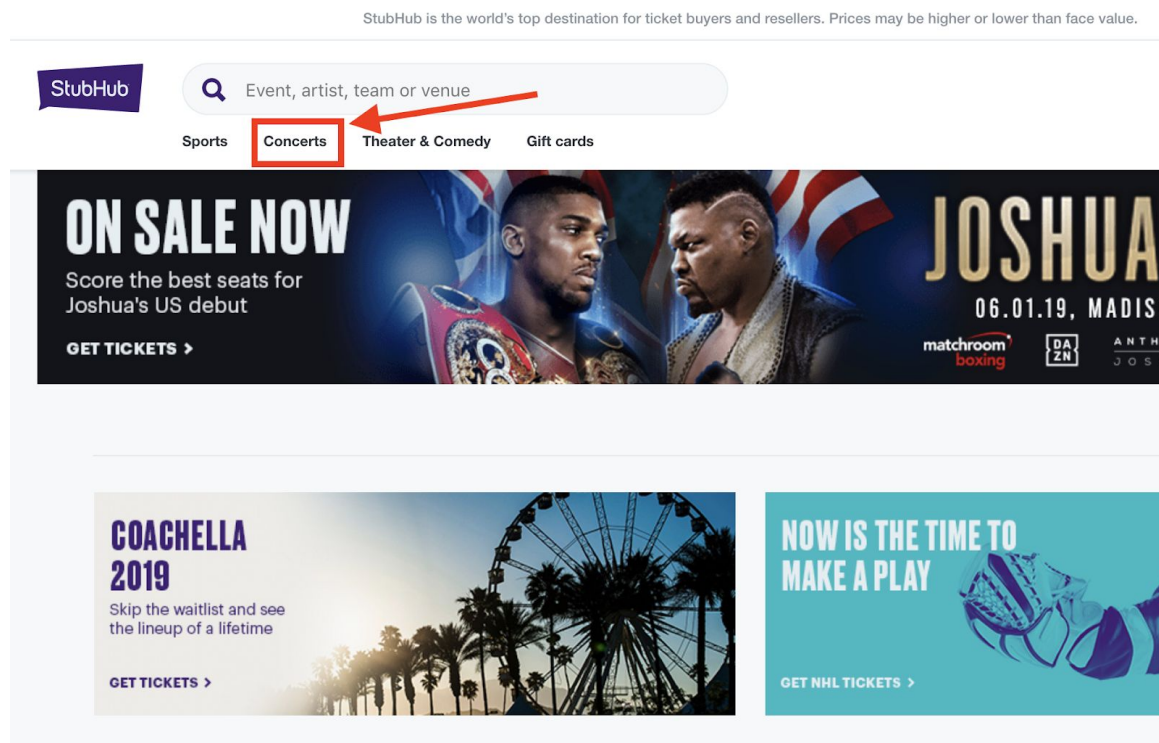 StubHub is the world's top destination for ticket buyers and resellers. Prices may be higher or lower than face value.
StubHub
Event, artist, team or venue
Sports Concerts Theater & Comedy Gift cards
ON SALE NOW
Score the best seats for
Joshua's US debut
GET TICKETS >
JOSHUA
06.01.19, MADIS
matchroom
boxing
DA
ZN
ANTH
JOS
COACHELLA
2019
Skip the waitlist and see
the lineup of a lifetime
GET TICKETS >
NOW IS THE TIME TO
MAKE A PLAY
GET NHL TICKETS >